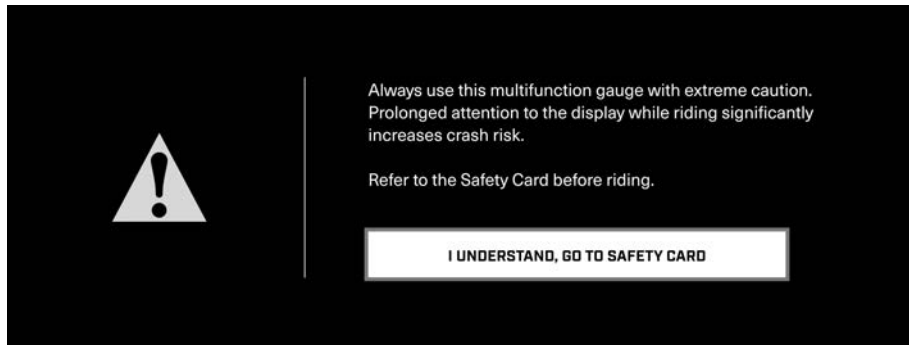 Always use this multifunction gauge with extreme caution.
Prolonged attention to the display while riding significantly
increases crash risk.
Refer to the Safety Card before riding.
I UNDERSTAND, GO TO SAFETY CARD